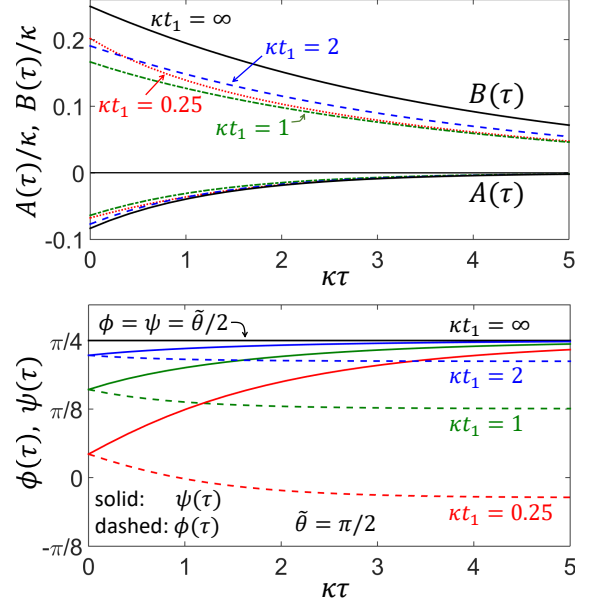 0.2
0.1
0
-0.1
A(τ)/κ, B(τ)/κ
κt₁ = ∞
κt₁ = 2
κt₁ = 0.25
κt₁ = 1
B(τ)
A(τ)
0 1 2 3 4 5
κτ
π/4
π/8
0
-π/8
ϕ(τ), ψ(τ)
ϕ = ψ = θ̃/2
κt₁ = ∞
κt₁ = 2
κt₁ = 1
κt₁ = 0.25
solid: ψ(τ)
dashed: ϕ(τ)
θ̃ = π/2
0 1 2 3 4 5
κτ